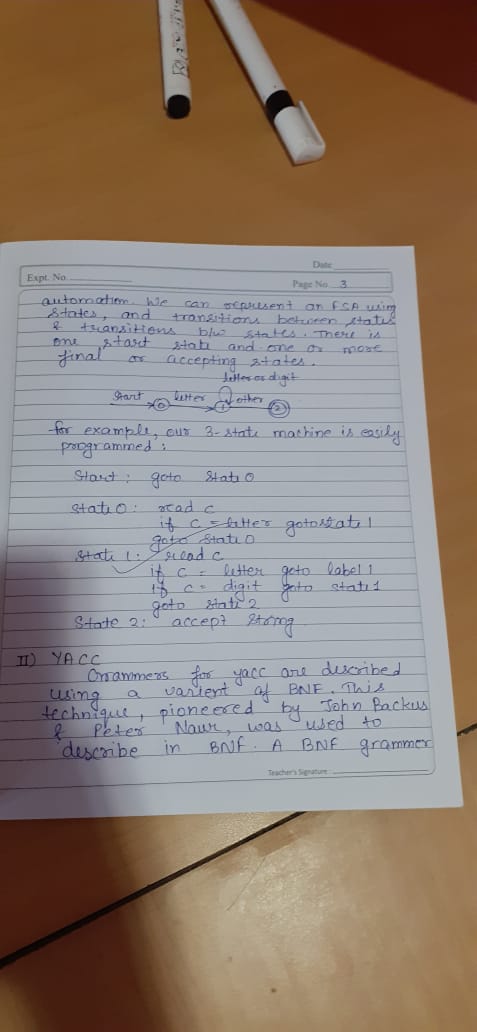 Date
Expt. No.
Page No. 3
automation. We can represent an FSA using
states, and transitions between states
& transitions b/w states. There is
one start state and one or more
final or accepting states.
letter or digit
start letter other
0 1 2
for example, our 3-state machine is easily
programmed :
Start : goto State 0
State 0 : read c
if c = letter goto state 1
goto State 0
State 1 : read c
if c = letter goto label 1
if c = digit goto state 1
goto state 2
State 2 : accept string
II) YACC
Grammers for yacc are described
using a varient of BNF. This
technique, pioneered by John Backus
& Peter Naur, was used to
describe in BNF. A BNF grammer
Teacher's Signature :